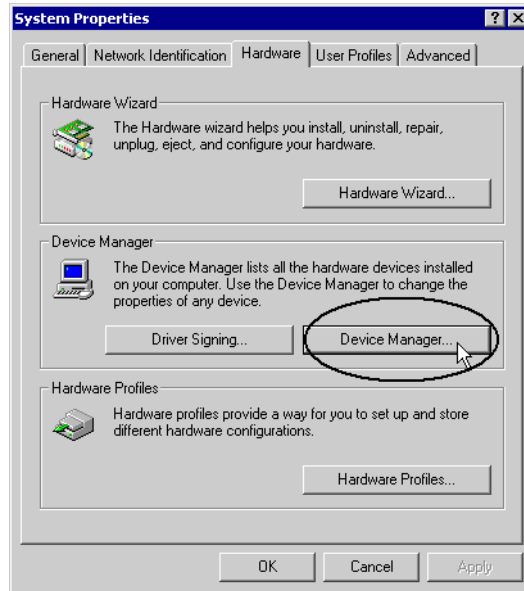 System Properties
General Network Identification Hardware User Profiles Advanced
Hardware Wizard
The Hardware wizard helps you install, uninstall, repair,
unplug, eject, and configure your hardware.
Hardware Wizard...
Device Manager
The Device Manager lists all the hardware devices installed
on your computer. Use the Device Manager to change the
properties of any device.
Driver Signing... Device Manager...
Hardware Profiles
Hardware profiles provide a way for you to set up and store
different hardware configurations.
Hardware Profiles...
OK Cancel Apply